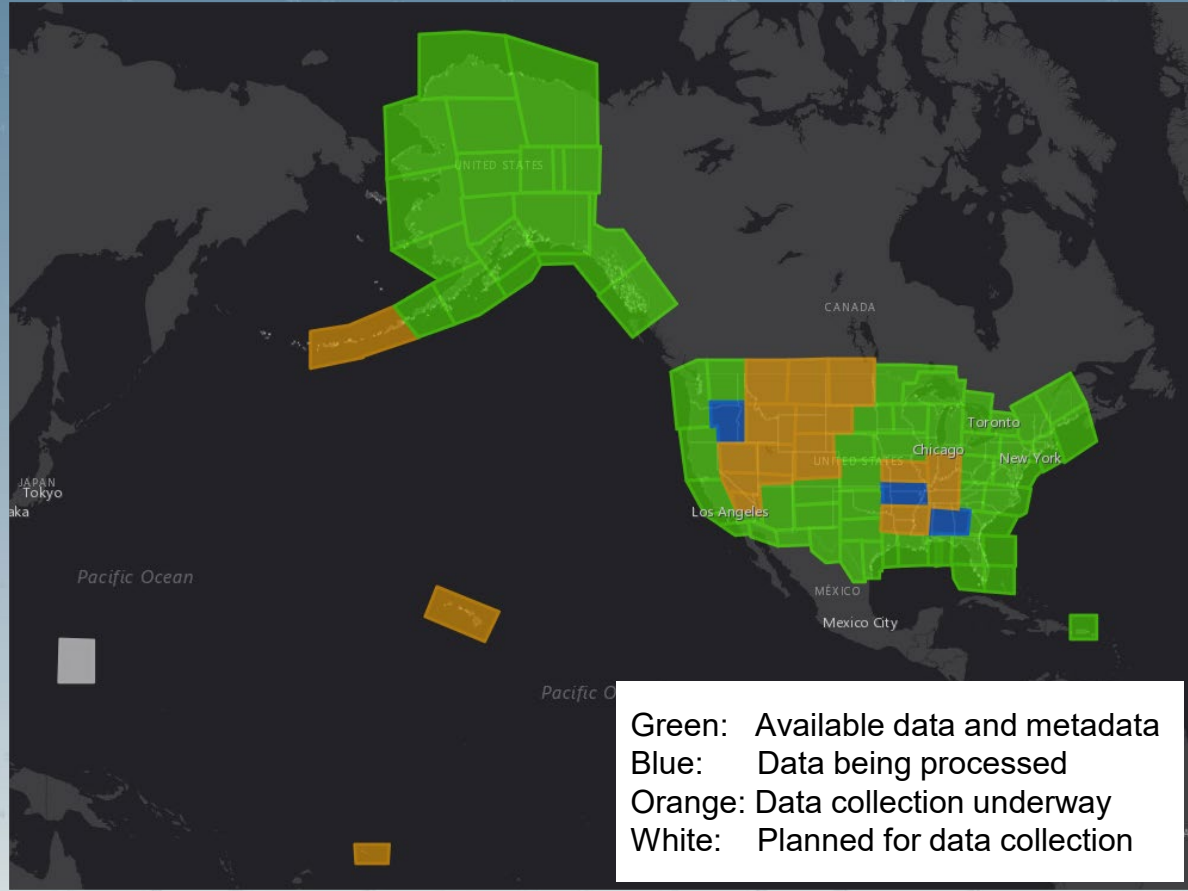 UNITED STATES
CANADA
Toronto
Chicago
New York
UNITED STATES
JAPAN
Tokyo
aka
Los Angeles
Pacific Ocean
MÉXICO
Mexico City
Pacific O
Green: Available data and metadata
Blue: Data being processed
Orange: Data collection underway
White: Planned for data collection